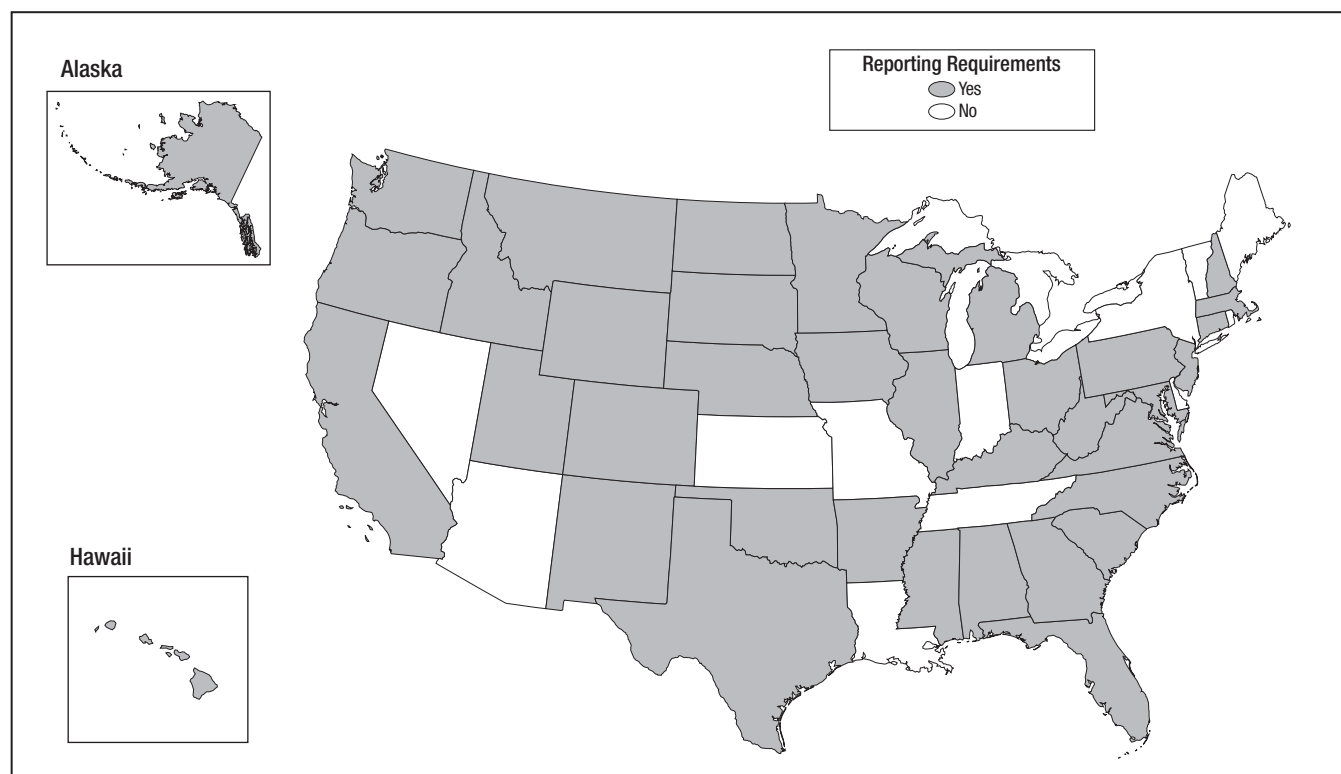 Alaska
Reporting Requirements
Yes
No
Hawaii